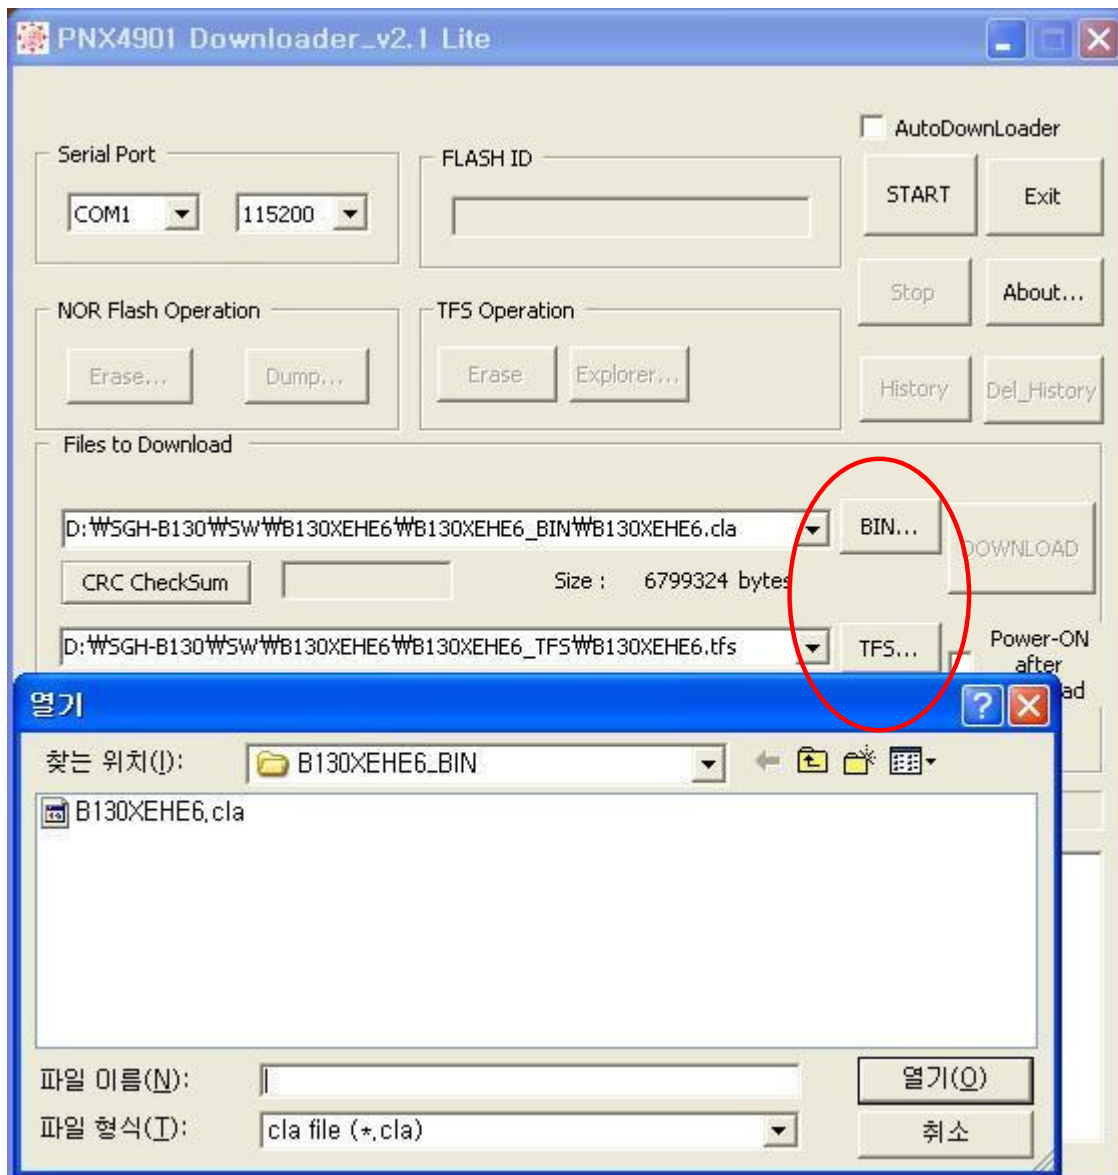 PNX4901 Downloader_v2.1 Lite
AutoDownLoader
Serial Port
FLASH ID
COM1
115200
START
Exit
Stop
About...
NOR Flash Operation
TFS Operation
Erase...
Dump...
Erase
Explorer...
History
Del_History
Files to Download
D:₩SGH-B130₩SW₩B130XEHE6₩B130XEHE6_BIN₩B130XEHE6.cla
BIN...
DOWNLOAD
CRC CheckSum
Size : 6799324 bytes
D:₩SGH-B130₩SW₩B130XEHE6₩B130XEHE6_TFS₩B130XEHE6.tfs
TFS...
Power-ON
after
ad
열기
찾는 위치(I):
B130XEHE6_BIN
B130XEHE6.cla
파일 이름(N):
열기(O)
파일 형식(T):
cla file (*.cla)
취소